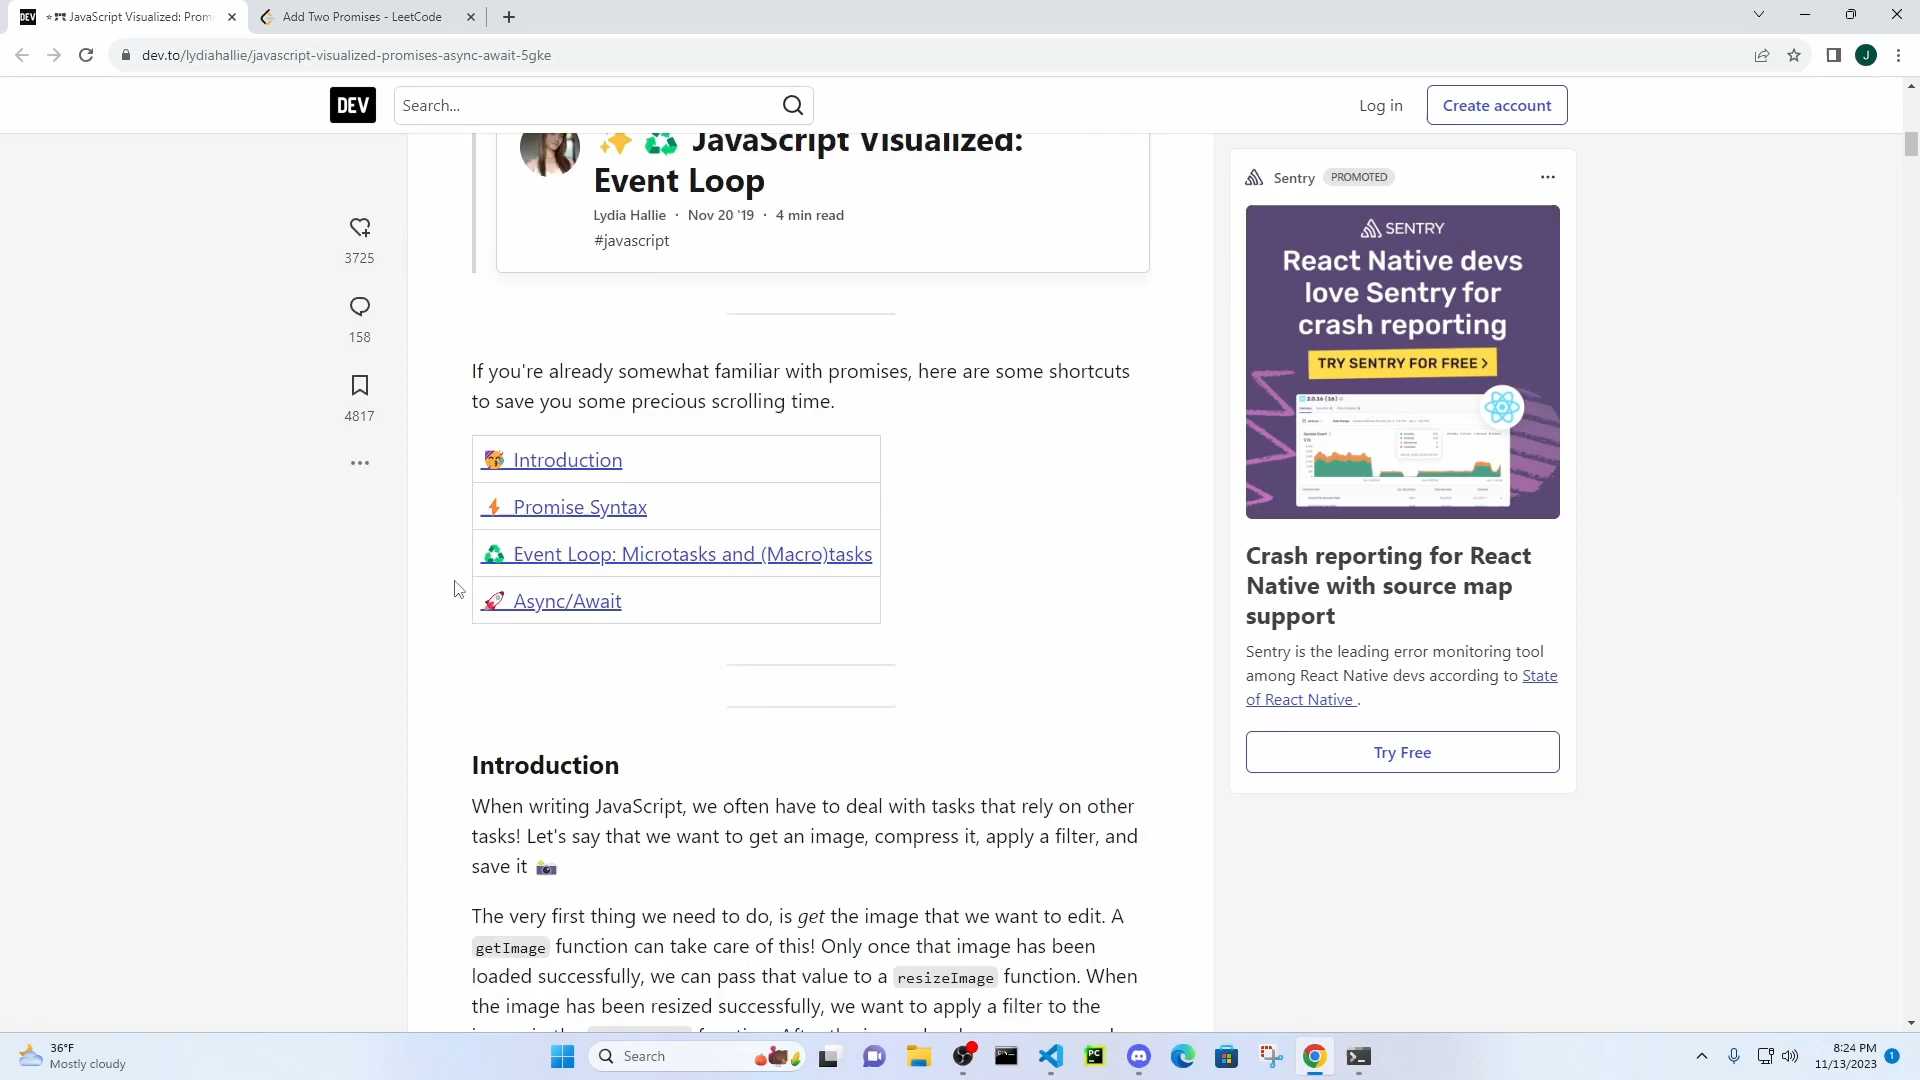 DEV
JavaScript Visualized: Prom
Add Two Promises - LeetCode
dev.to/lydiahallie/javascript-visualized-promises-async-await-5gke
J
DEV
Search...
Log in
Create account
JavaScript Visualized:
Event Loop
Lydia Hallie · Nov 20 '19 · 4 min read
#javascript
3725
158
4817
If you're already somewhat familiar with promises, here are some shortcuts
to save you some precious scrolling time.
Introduction
Promise Syntax
Event Loop: Microtasks and (Macro)tasks
Async/Await
Introduction
When writing JavaScript, we often have to deal with tasks that rely on other
tasks! Let's say that we want to get an image, compress it, apply a filter, and
save it
The very first thing we need to do, is get the image that we want to edit. A
getImage function can take care of this! Only once that image has been
loaded successfully, we can pass that value to a resizeImage function. When
the image has been resized successfully, we want to apply a filter to the
Sentry PROMOTED
SENTRY
React Native devs
love Sentry for
crash reporting
TRY SENTRY FOR FREE >
Crash reporting for React
Native with source map
support
Sentry is the leading error monitoring tool
among React Native devs according to State
of React Native .
Try Free
36°F
Mostly cloudy
Search
PC
8:24 PM
11/13/2023
1